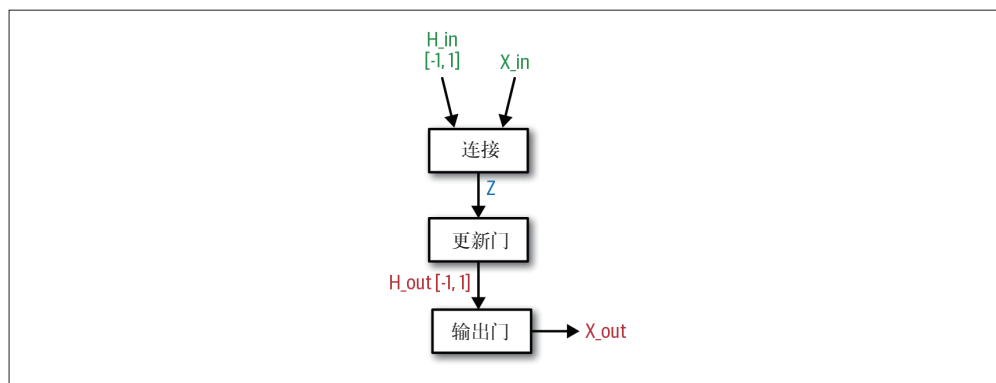 H_in
[-1, 1]
X_in
连接
Z
更新门
H_out [-1, 1]
输出门
X_out